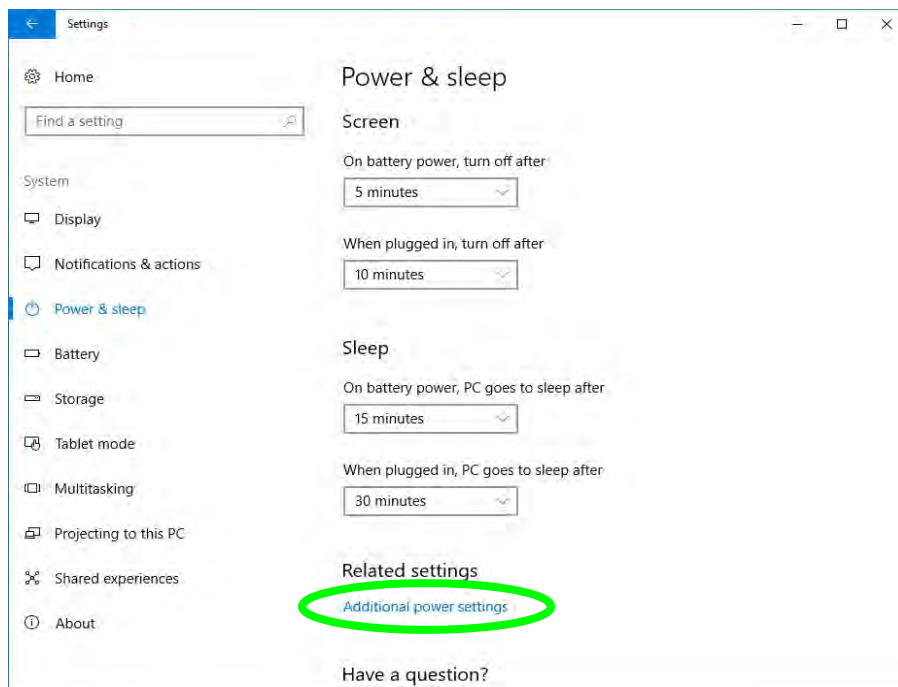 Settings
Home
Find a setting
System
Display
Notifications & actions
Power & sleep
Battery
Storage
Tablet mode
Multitasking
Projecting to this PC
Shared experiences
About
Power & sleep
Screen
On battery power, turn off after
5 minutes
When plugged in, turn off after
10 minutes
Sleep
On battery power, PC goes to sleep after
15 minutes
When plugged in, PC goes to sleep after
30 minutes
Related settings
Additional power settings
Have a question?